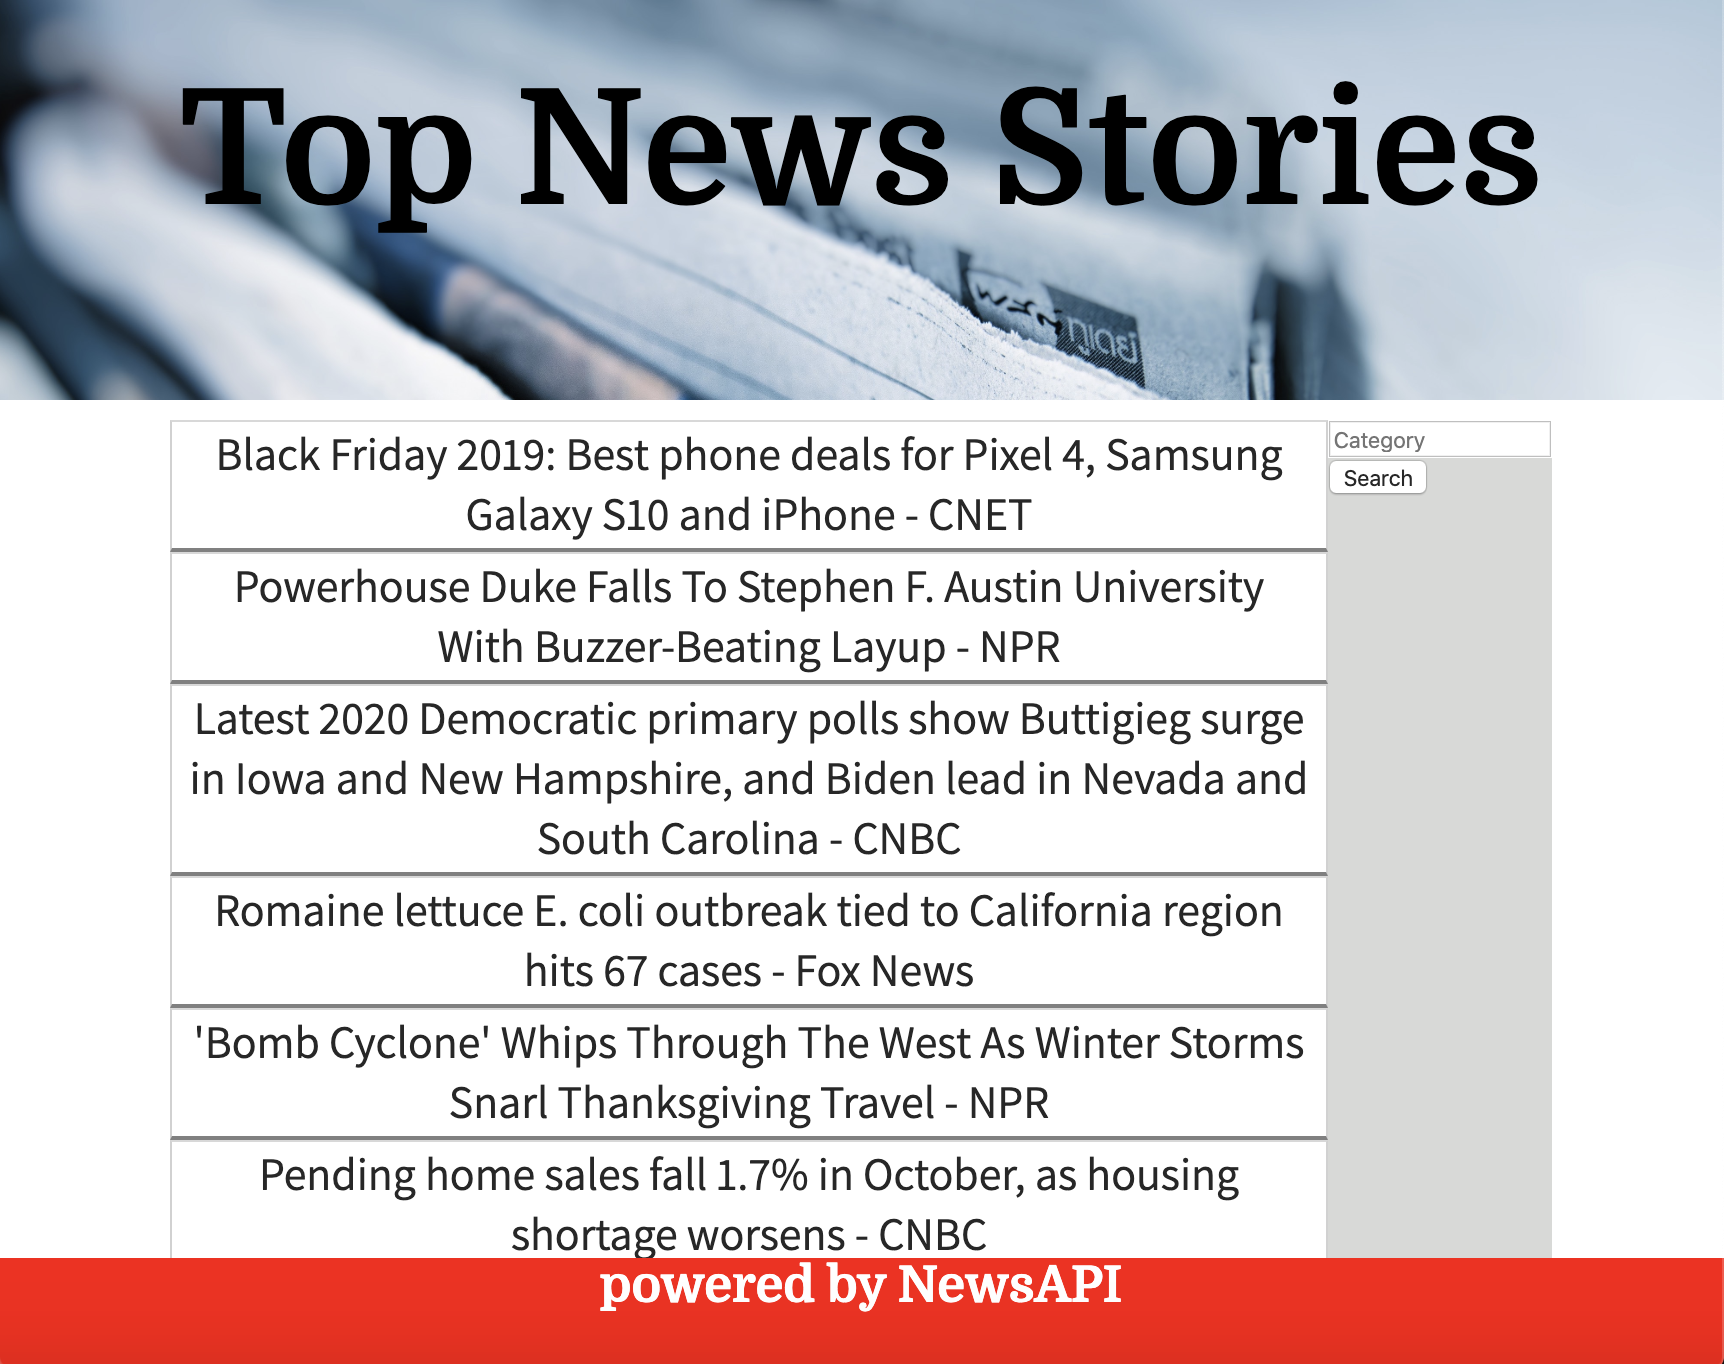 Top News Stories
Black Friday 2019: Best phone deals for Pixel 4, Samsung
Galaxy S10 and iPhone - CNET
Category
Search
Powerhouse Duke Falls To Stephen F. Austin University
With Buzzer-Beating Layup - NPR
Latest 2020 Democratic primary polls show Buttigieg surge
in Iowa and New Hampshire, and Biden lead in Nevada and
South Carolina - CNBC
Romaine lettuce E. coli outbreak tied to California region
hits 67 cases - Fox News
'Bomb Cyclone' Whips Through The West As Winter Storms
Snarl Thanksgiving Travel - NPR
Pending home sales fall 1.7% in October, as housing
shortage worsens - CNBC
powered by NewsAPI